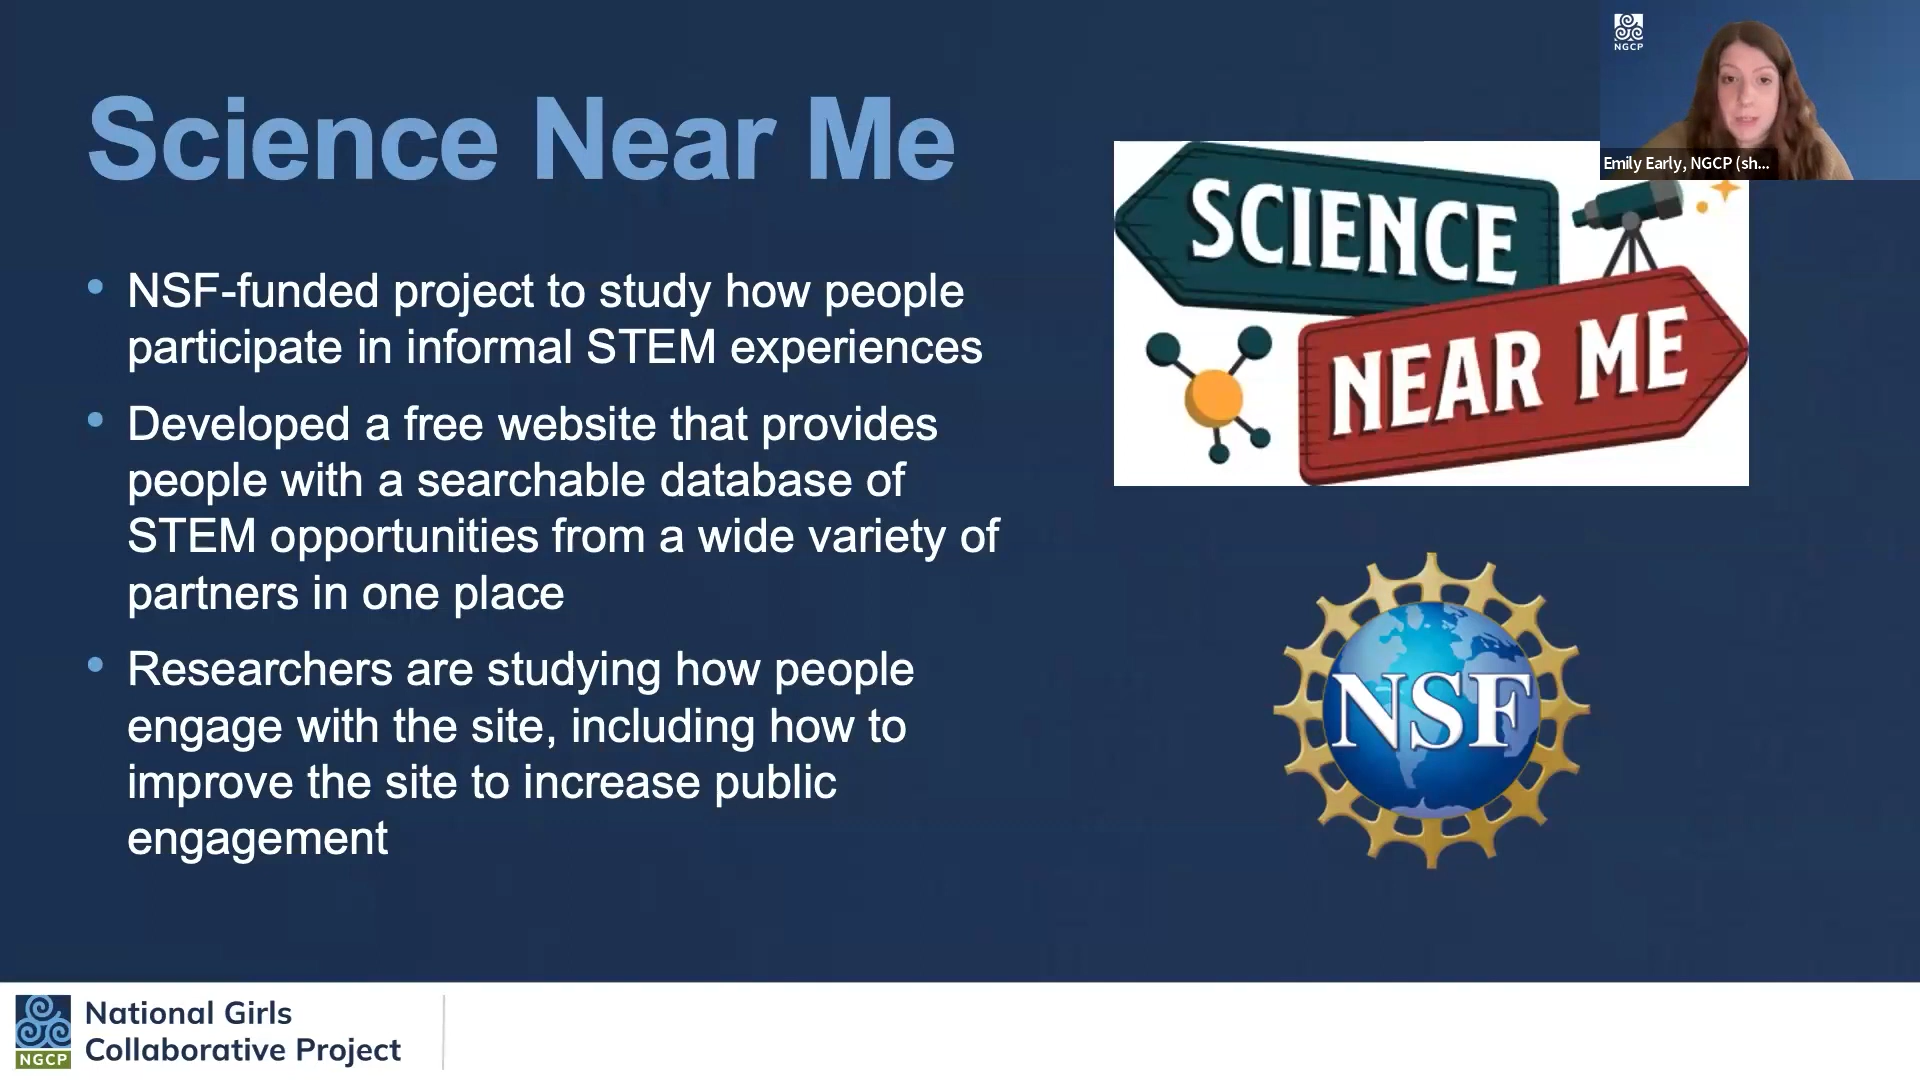 Science Near Me
NGCP
Emily Early, NGCP (sh...
SCIENCE
NEAR ME
• NSF-funded project to study how people
participate in informal STEM experiences
• Developed a free website that provides
people with a searchable database of
STEM opportunities from a wide variety of
partners in one place
• Researchers are studying how people
engage with the site, including how to
improve the site to increase public
engagement
NSF
NGCP
National Girls
Collaborative Project